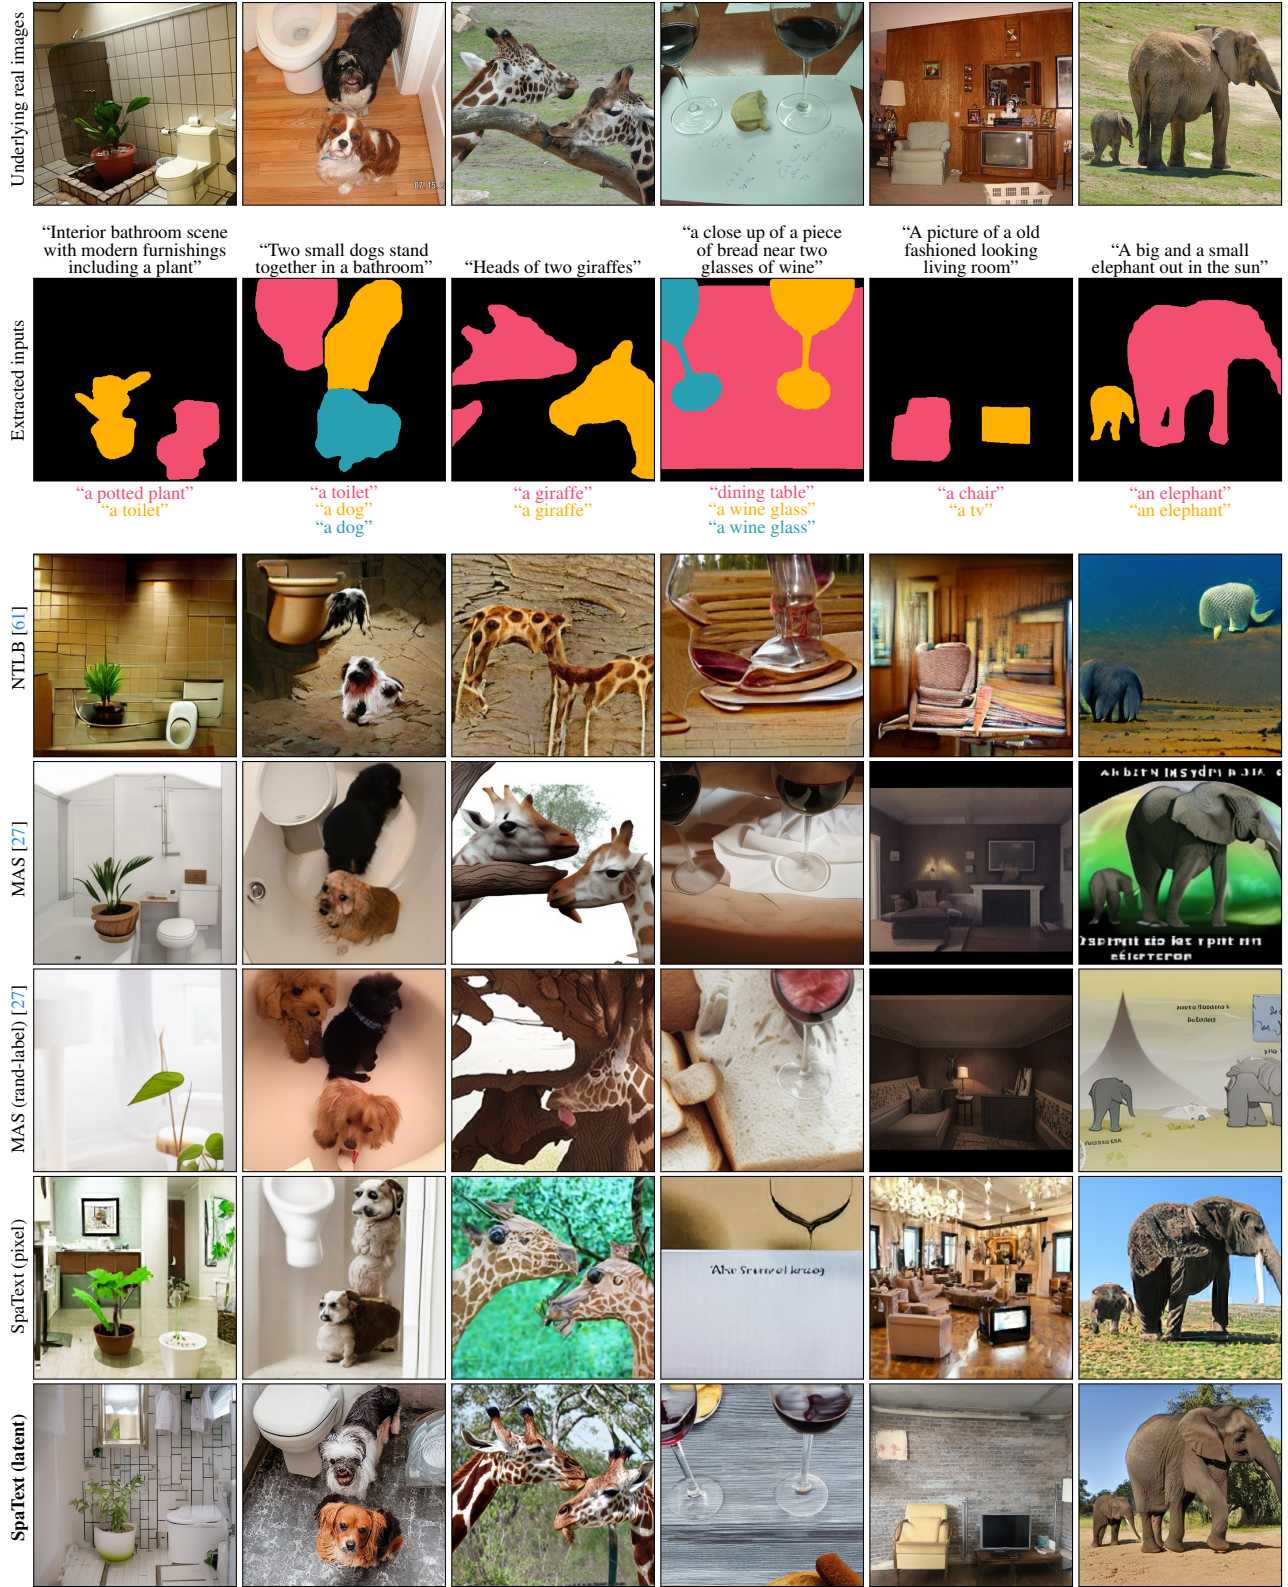 Underlying real images
“Interior bathroom scene
with modern furnishings
including a plant”
“Two small dogs stand
together in a bathroom”
“Heads of two giraffes”
“a close up of a piece
of bread near two
glasses of wine”
“A picture of a old
fashioned looking
living room”
“A big and a small
elephant out in the sun”
Extracted inputs
“a potted plant”
“a toilet”
“a toilet”
“a dog”
“a dog”
“a giraffe”
“a giraffe”
“dining table”
“a wine glass”
“a wine glass”
“a chair”
“a tv”
“an elephant”
“an elephant”
NTLB [61]
MAS [27]
MAS (rand-label) [27]
SpaText (pixel)
SpaText (latent)